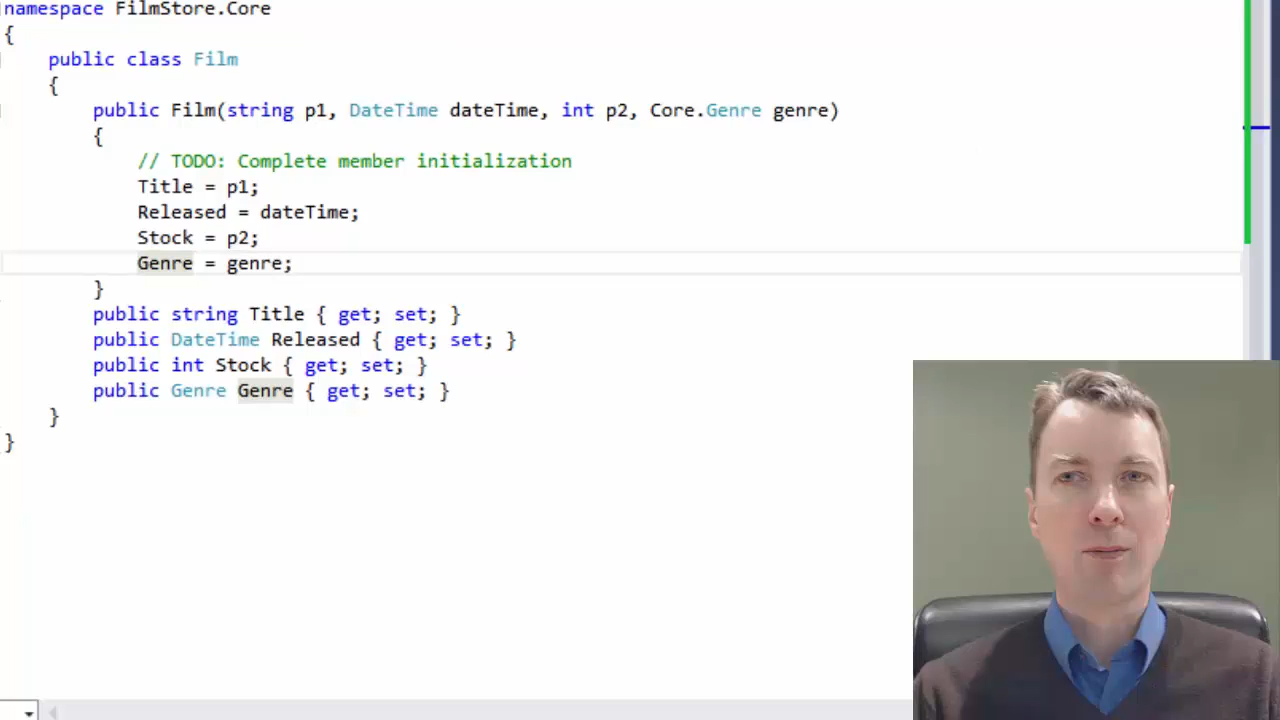 namespace FilmStore.Core
{
public class Film
{
public Film(string p1, DateTime dateTime, int p2, Core.Genre genre)
{
// TODO: Complete member initialization
Title = p1;
Released = dateTime;
Stock = p2;
Genre = genre;
}
public string Title { get; set; }
public DateTime Released { get; set; }
public int Stock { get; set; }
public Genre Genre { get; set; }
}
}